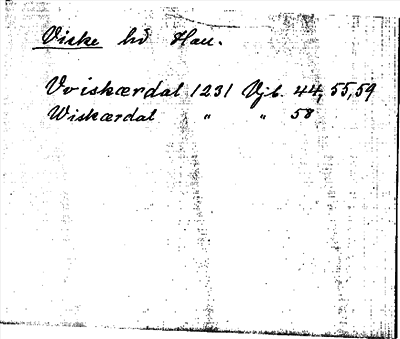 Viske hd Hall.
Vviskærdal 1231 Vjb. 44, 55, 59
Wiskærdal " " 58